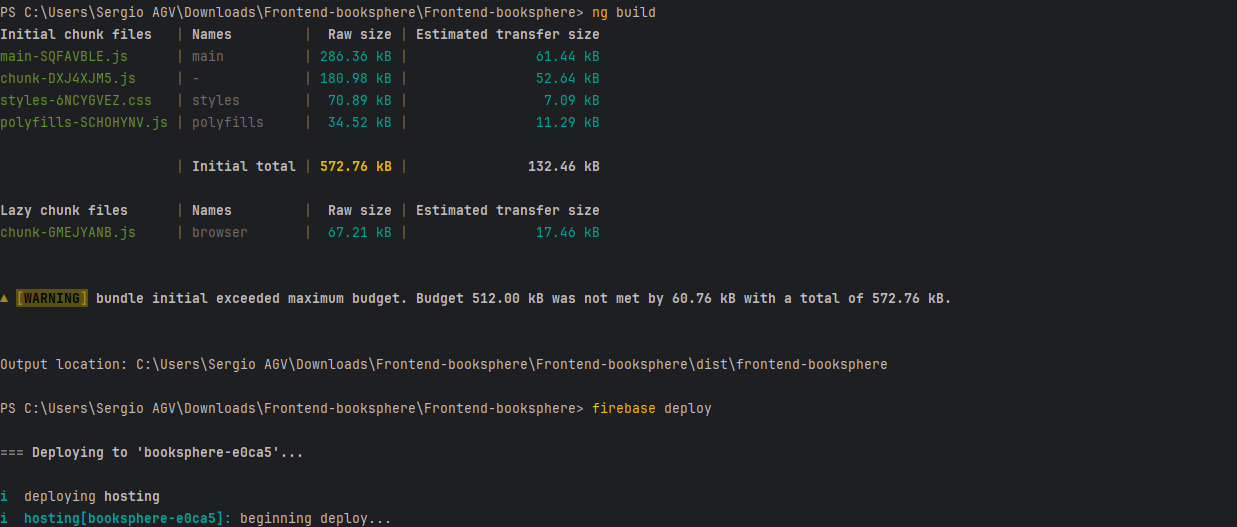 PS C:\Users\Sergio AGV\Downloads\Frontend-booksphere\Frontend-booksphere> ng build
Initial chunk files   | Names         |  Raw size | Estimated transfer size
main-SQFAVBLE.js      | main          | 286.36 kB |                61.44 kB
chunk-DXJ4XJM5.js     | -             | 180.98 kB |                52.64 kB
styles-6NCYGVEZ.css   | styles        |  70.89 kB |                 7.09 kB
polyfills-SCHOHYNV.js | polyfills     |  34.52 kB |                11.29 kB
                      | Initial total | 572.76 kB |               132.46 kB
Lazy chunk files      | Names         |  Raw size | Estimated transfer size
chunk-GMEJYANB.js     | browser       |  67.21 kB |                17.46 kB
▲ [WARNING] bundle initial exceeded maximum budget. Budget 512.00 kB was not met by 60.76 kB with a total of 572.76 kB.
Output location: C:\Users\Sergio AGV\Downloads\Frontend-booksphere\Frontend-booksphere\dist\frontend-booksphere
PS C:\Users\Sergio AGV\Downloads\Frontend-booksphere\Frontend-booksphere> firebase deploy
=== Deploying to 'booksphere-e0ca5'...
i  deploying hosting
i  hosting[booksphere-e0ca5]: beginning deploy...